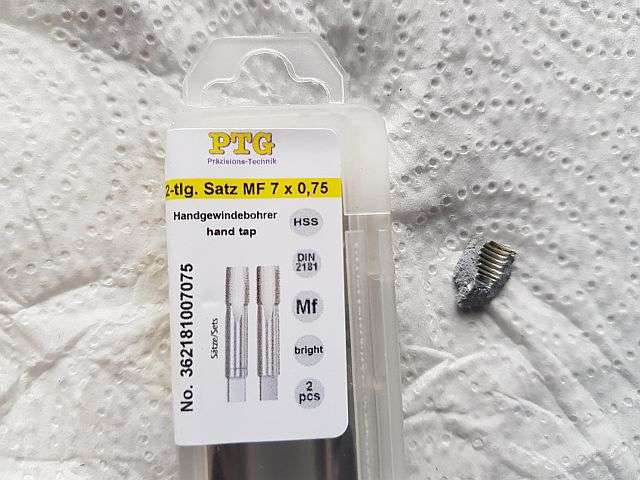 PTG
Präzisions-Technik
2-tlg. Satz MF 7 x 0,75
Handgewindebohrer
hand tap
HSS
DIN
2181
Mf
bright
2
pcs
Sätze/Sets
No. 362181007075